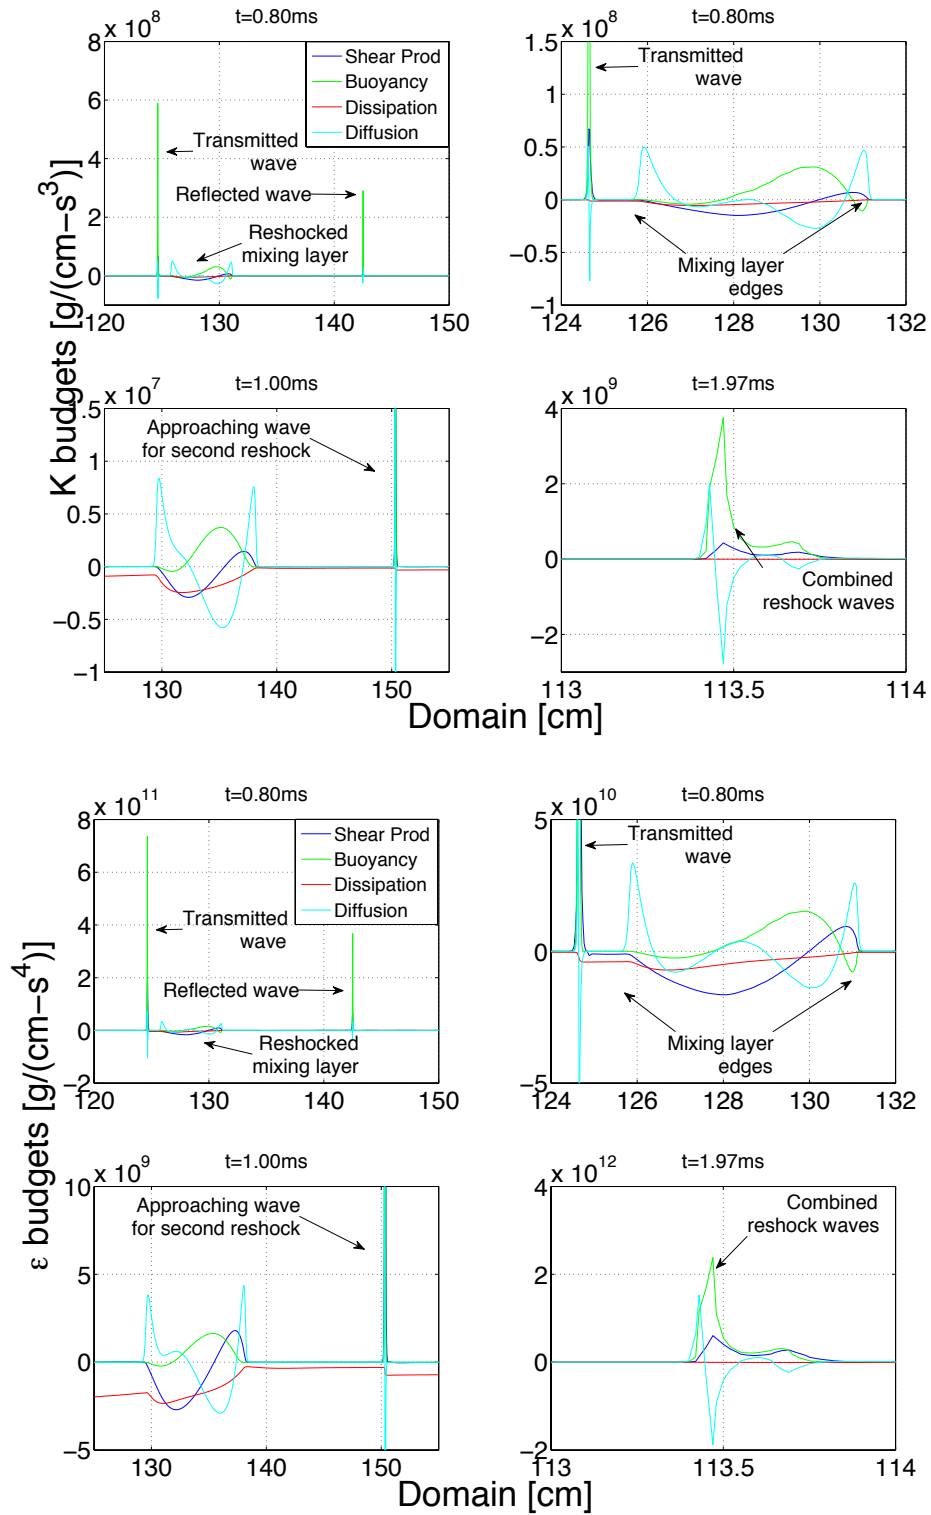 t=0.80ms
x 10^8
8
6
4
2
0
120 130 140 150
Shear Prod
Buoyancy
Dissipation
Diffusion
Transmitted
wave
Reflected wave
Reshocked
mixing layer
t=0.80ms
x 10^8
1.5
1
0.5
0
−0.5
−1
124 126 128 130 132
Transmitted
wave
Mixing layer
edges
K budgets [g/(cm−s^3)]
t=1.00ms
x 10^7
1.5
1
0.5
0
−0.5
−1
130 140 150
Approaching wave
for second reshock
t=1.97ms
x 10^9
4
2
0
−2
113 113.5 114
Combined
reshock waves
Domain [cm]
t=0.80ms
x 10^11
8
6
4
2
0
−2
120 130 140 150
Shear Prod
Buoyancy
Dissipation
Diffusion
Transmitted
wave
Reflected wave
Reshocked
mixing layer
t=0.80ms
x 10^10
5
0
−5
124 126 128 130 132
Transmitted
wave
Mixing layer
edges
ε budgets [g/(cm−s^4)]
t=1.00ms
x 10^9
10
5
0
−5
130 140 150
Approaching wave
for second reshock
t=1.97ms
x 10^12
4
2
0
−2
113 113.5 114
Combined
reshock waves
Domain [cm]